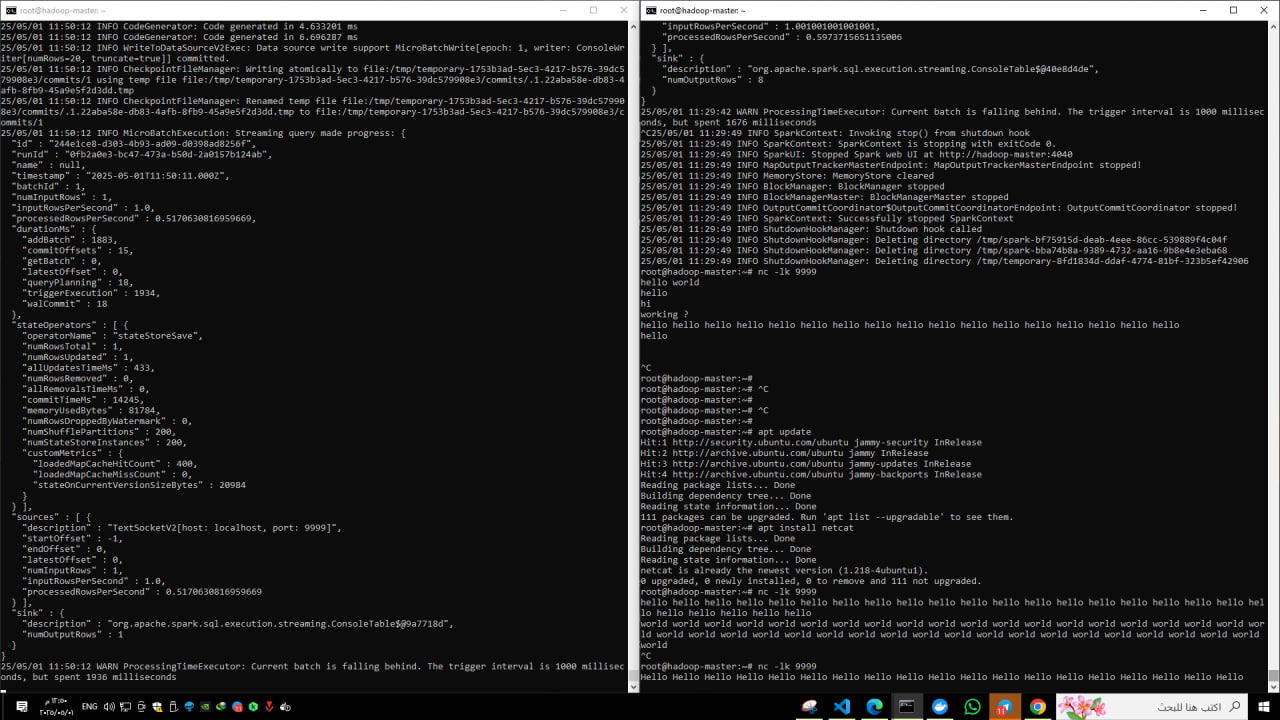 root@hadoop-master: ~
25/05/01 11:50:12 INFO CodeGenerator: Code generated in 4.633201 ms
25/05/01 11:50:12 INFO CodeGenerator: Code generated in 6.696287 ms
25/05/01 11:50:12 INFO WriteToDataSourceV2Exec: Data source write support MicroBatchWrite[epoch: 1, writer: ConsoleWr
iter[numRows=20, truncate=true]] committed.
25/05/01 11:50:12 INFO CheckpointFileManager: Writing atomically to file:/tmp/temporary-1753b3ad-5ec3-4217-b576-39dc5
79908e3/commits/1 using temp file file:/tmp/temporary-1753b3ad-5ec3-4217-b576-39dc579908e3/commits/.1.22aba58e-db83-4
afb-8fb9-45a9e5f2d3dd.tmp
25/05/01 11:50:12 INFO CheckpointFileManager: Renamed temp file file:/tmp/temporary-1753b3ad-5ec3-4217-b576-39dc57990
8e3/commits/.1.22aba58e-db83-4afb-8fb9-45a9e5f2d3dd.tmp to file:/tmp/temporary-1753b3ad-5ec3-4217-b576-39dc579908e3/c
ommits/1
25/05/01 11:50:12 INFO MicroBatchExecution: Streaming query made progress: {
"id" : "244e1ce8-d303-4b93-ad09-d0398ad8256f",
"runId" : "0fb2a0e3-bc47-473a-b50d-2a0157b124ab",
"name" : null,
"timestamp" : "2025-05-01T11:50:11.000Z",
"batchId" : 1,
"numInputRows" : 1,
"inputRowsPerSecond" : 1.0,
"processedRowsPerSecond" : 0.5170630816959669,
"durationMs" : {
"addBatch" : 1883,
"commitOffsets" : 15,
"getBatch" : 0,
"latestOffset" : 0,
"queryPlanning" : 18,
"triggerExecution" : 1934,
"walCommit" : 18
},
"stateOperators" : [ {
"operatorName" : "stateStoreSave",
"numRowsTotal" : 1,
"numRowsUpdated" : 1,
"allUpdatesTimeMs" : 433,
"numRowsRemoved" : 0,
"allRemovalsTimeMs" : 0,
"commitTimeMs" : 14245,
"memoryUsedBytes" : 81784,
"numRowsDroppedByWatermark" : 0,
"numShufflePartitions" : 200,
"numStateStoreInstances" : 200,
"customMetrics" : {
"loadedMapCacheHitCount" : 400,
"loadedMapCacheMissCount" : 0,
"stateOnCurrentVersionSizeBytes" : 20984
}
} ],
"sources" : [ {
"description" : "TextSocketV2[host: localhost, port: 9999]",
"startOffset" : -1,
"endOffset" : 0,
"latestOffset" : 0,
"numInputRows" : 1,
"inputRowsPerSecond" : 1.0,
"processedRowsPerSecond" : 0.5170630816959669
} ],
"sink" : {
"description" : "org.apache.spark.sql.execution.streaming.ConsoleTable$@9a7718d",
"numOutputRows" : 1
}
}
25/05/01 11:50:12 WARN ProcessingTimeExecutor: Current batch is falling behind. The trigger interval is 1000 millisec
onds, but spent 1936 milliseconds
root@hadoop-master: ~
"inputRowsPerSecond" : 1.001001001001001,
"processedRowsPerSecond" : 0.5973715651135006
} ],
"sink" : {
"description" : "org.apache.spark.sql.execution.streaming.ConsoleTable$@40e8d4de",
"numOutputRows" : 8
}
}
25/05/01 11:29:42 WARN ProcessingTimeExecutor: Current batch is falling behind. The trigger interval is 1000 millisec
onds, but spent 1676 milliseconds
^C25/05/01 11:29:49 INFO SparkContext: Invoking stop() from shutdown hook
25/05/01 11:29:49 INFO SparkContext: SparkContext is stopping with exitCode 0.
25/05/01 11:29:49 INFO SparkUI: Stopped Spark web UI at http://hadoop-master:4040
25/05/01 11:29:49 INFO MapOutputTrackerMasterEndpoint: MapOutputTrackerMasterEndpoint stopped!
25/05/01 11:29:49 INFO MemoryStore: MemoryStore cleared
25/05/01 11:29:49 INFO BlockManager: BlockManager stopped
25/05/01 11:29:49 INFO BlockManagerMaster: BlockManagerMaster stopped
25/05/01 11:29:49 INFO OutputCommitCoordinator$OutputCommitCoordinatorEndpoint: OutputCommitCoordinator stopped!
25/05/01 11:29:49 INFO SparkContext: Successfully stopped SparkContext
25/05/01 11:29:49 INFO ShutdownHookManager: Shutdown hook called
25/05/01 11:29:49 INFO ShutdownHookManager: Deleting directory /tmp/spark-bf75915d-deab-4eee-86cc-539889f4c04f
25/05/01 11:29:49 INFO ShutdownHookManager: Deleting directory /tmp/spark-bba74b8a-9389-4732-aa16-9b8e4e3eba68
25/05/01 11:29:49 INFO ShutdownHookManager: Deleting directory /tmp/temporary-8fd1834d-ddaf-4774-81bf-323b5ef42906
root@hadoop-master:~# nc -lk 9999
hello world
hello
hi
working ?
hello hello hello hello hello hello hello hello hello hello hello hello hello hello hello hello hello
hello
^C
root@hadoop-master:~#
root@hadoop-master:~# ^C
root@hadoop-master:~#
root@hadoop-master:~# ^C
root@hadoop-master:~#
root@hadoop-master:~# apt update
Hit:1 http://security.ubuntu.com/ubuntu jammy-security InRelease
Hit:2 http://archive.ubuntu.com/ubuntu jammy InRelease
Hit:3 http://archive.ubuntu.com/ubuntu jammy-updates InRelease
Hit:4 http://archive.ubuntu.com/ubuntu jammy-backports InRelease
Reading package lists... Done
Building dependency tree... Done
Reading state information... Done
111 packages can be upgraded. Run 'apt list --upgradable' to see them.
root@hadoop-master:~# apt install netcat
Reading package lists... Done
Building dependency tree... Done
Reading state information... Done
netcat is already the newest version (1.218-4ubuntu1).
0 upgraded, 0 newly installed, 0 to remove and 111 not upgraded.
root@hadoop-master:~# nc -lk 9999
hello hello hello hello hello hello hello hello hello hello hello hello hello hello hello hello hello hello hello hel
lo hello hello hello hello hello
world world world world world world world world world world world world world world world world world world world wor
ld world world world world world world world world world world world world world world world world world world world
world
^C
root@hadoop-master:~# nc -lk 9999
Hello Hello Hello Hello Hello Hello Hello Hello Hello Hello Hello Hello Hello Hello Hello Hello Hello Hello Hello
ENG
11
11
اكتب هنا للبحث